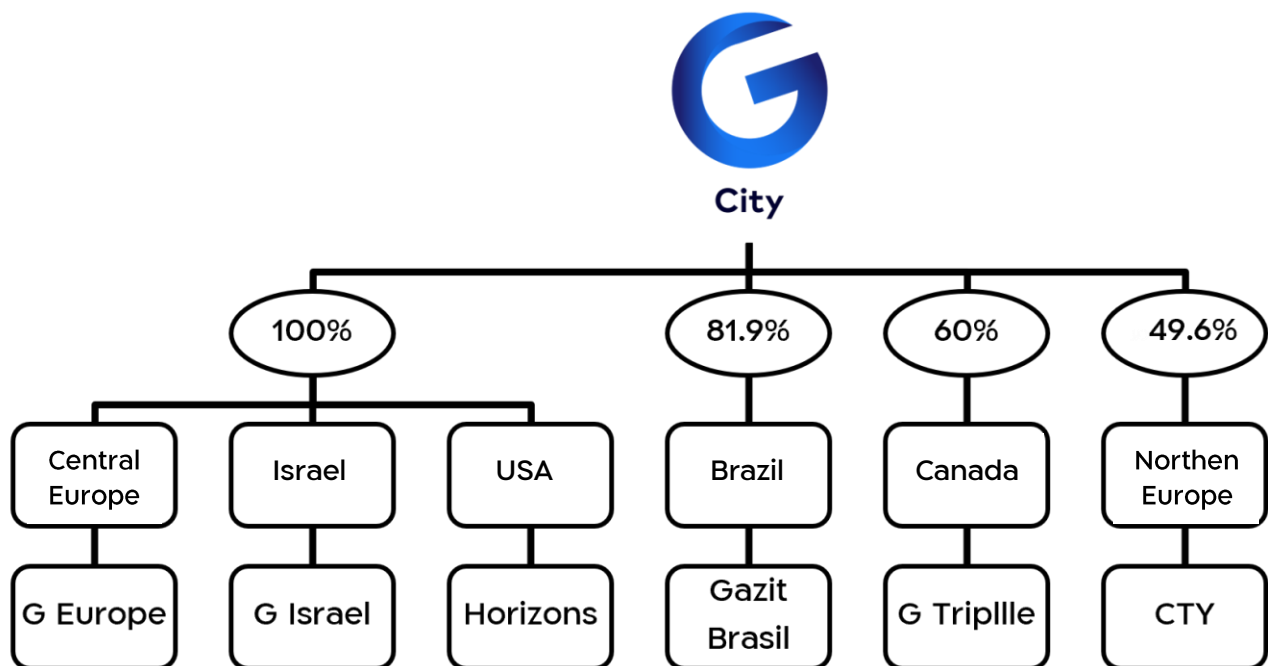 City
100%
81.9%
60%
49.6%
Central
Europe
Israel
USA
Brazil
Canada
Northen
Europe
G Europe
G Israel
Horizons
Gazit
Brasil
G Tripllle
CTY